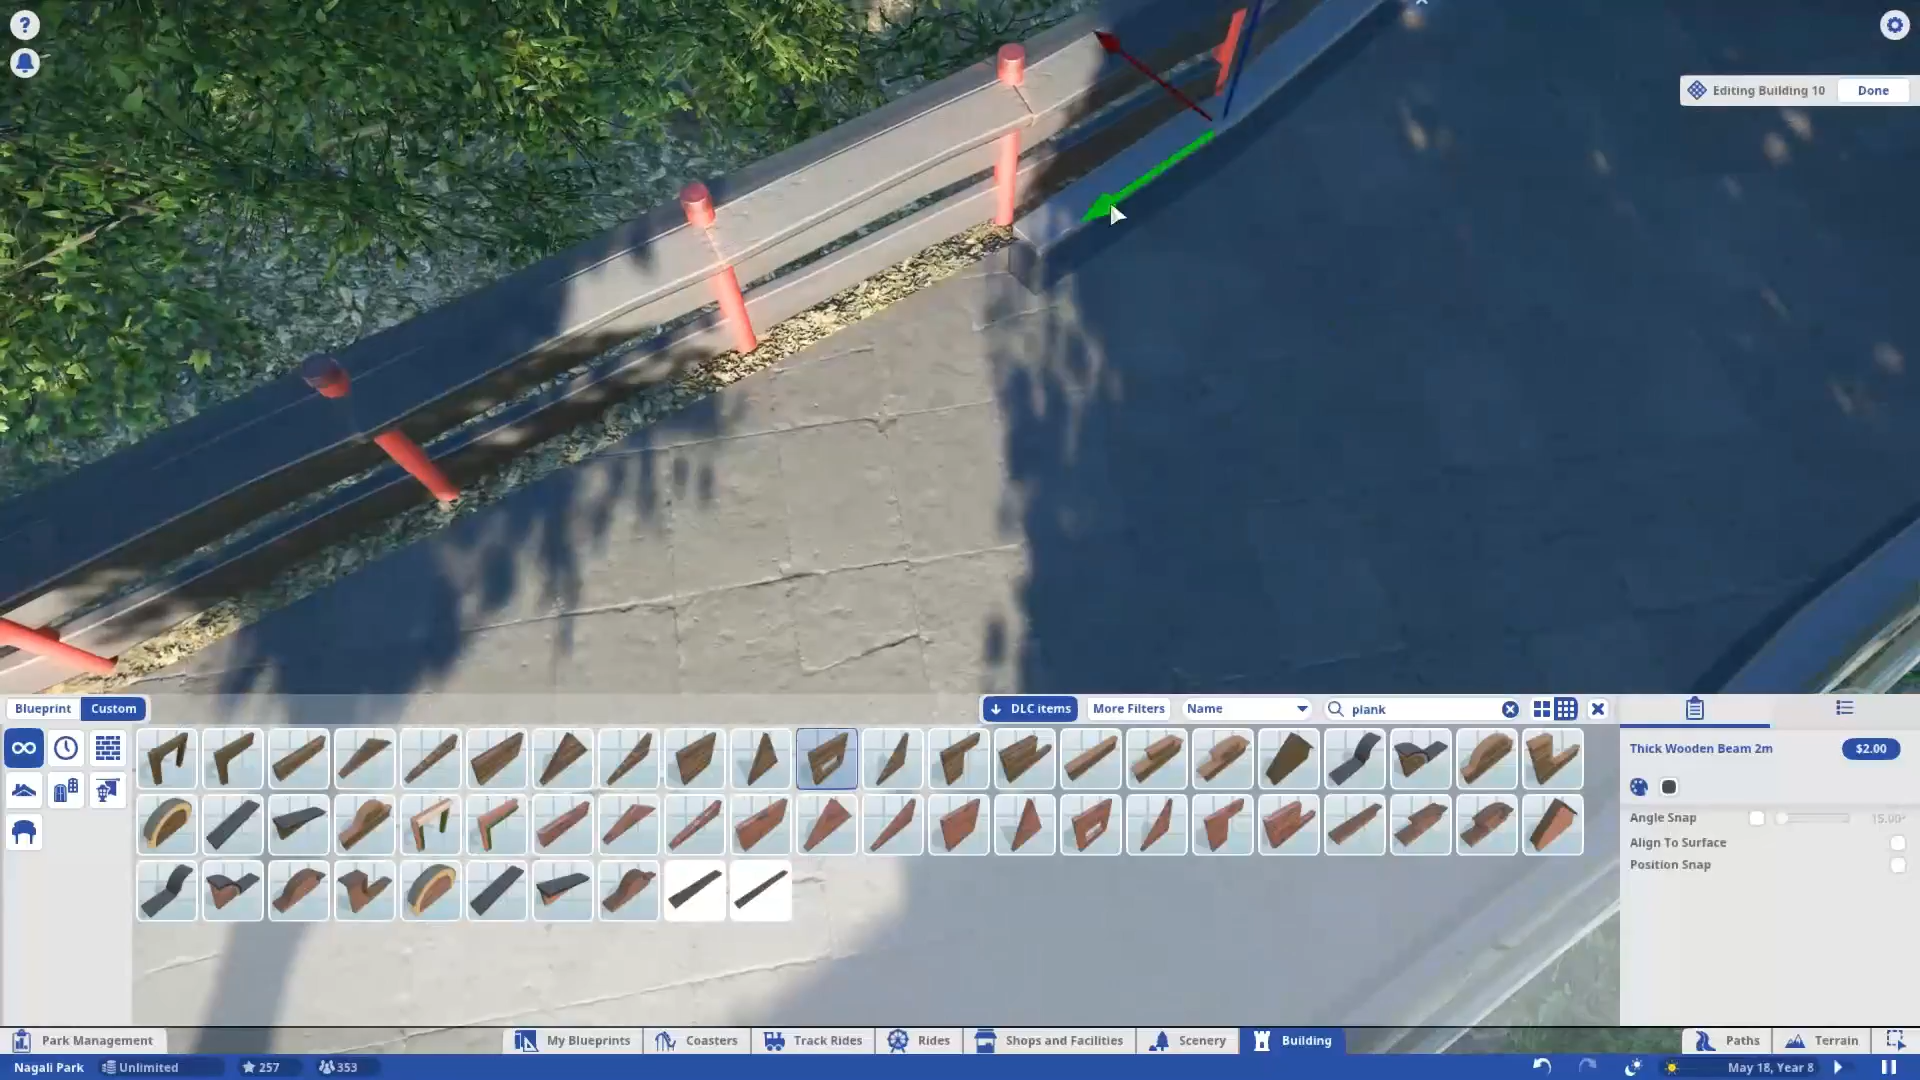 ?
Editing Building 10
Done
Blueprint
Custom
DLC items
More Filters
Name
plank
Thick Wooden Beam 2m
$2.00
Angle Snap
15.00°
Align To Surface
Position Snap
Park Management
My Blueprints
Coasters
Track Rides
Rides
Shops and Facilities
Scenery
Building
Paths
Terrain
Nagali Park
Unlimited
257
353
May 18, Year 8